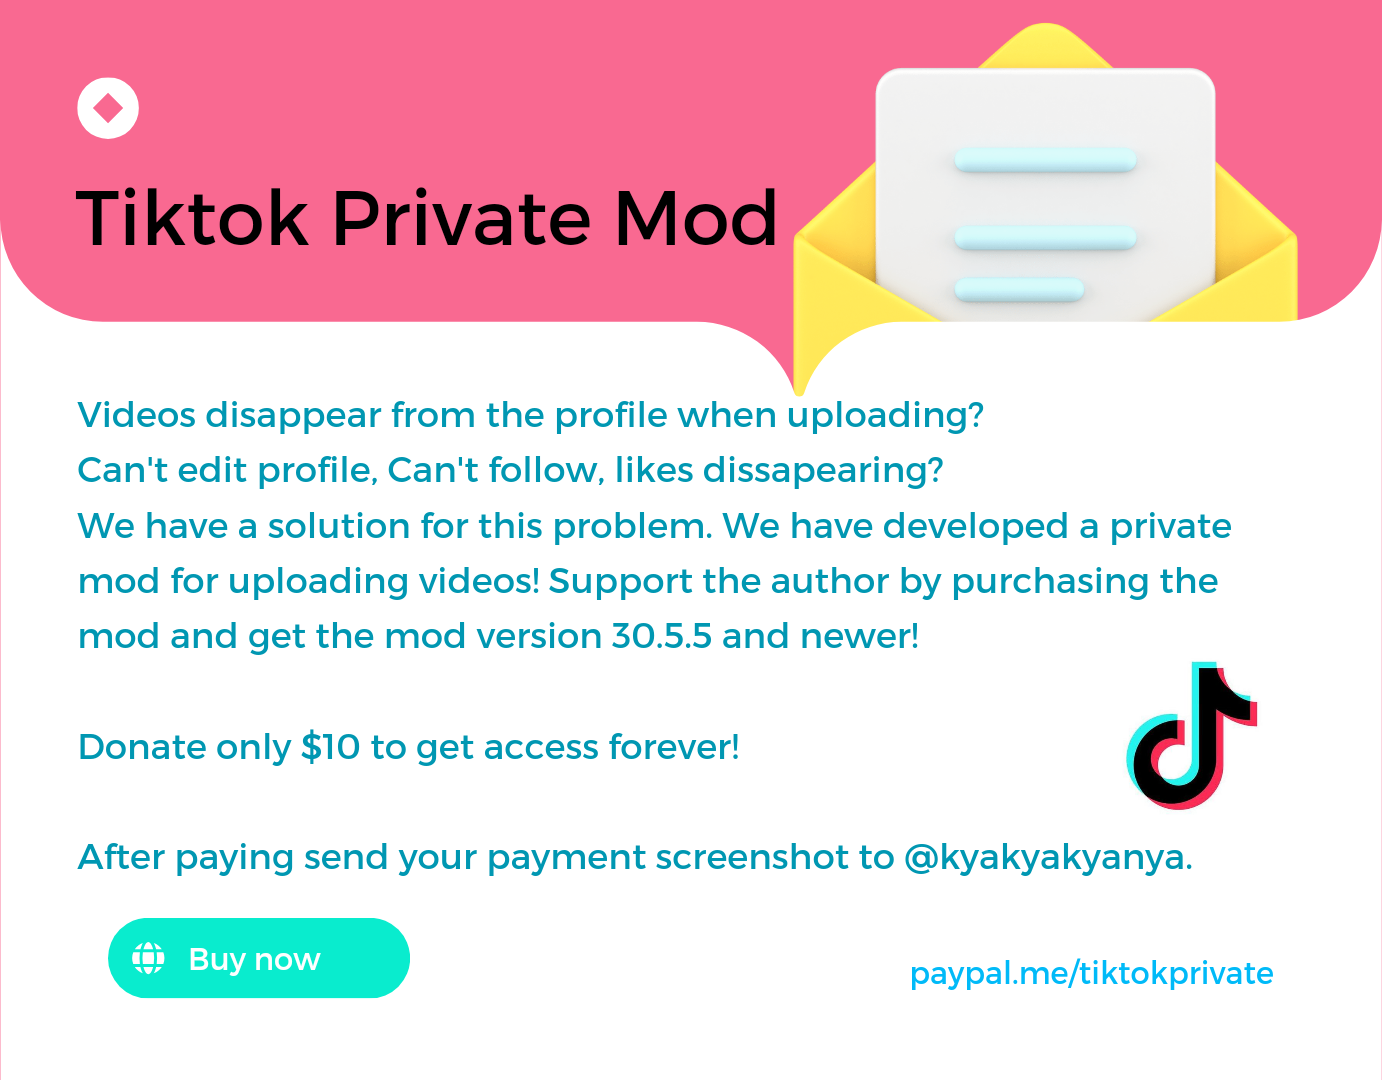 Tiktok Private Mod
Videos disappear from the profile when uploading?
Can't edit profile, Can't follow, likes dissapearing?
We have a solution for this problem. We have developed a private
mod for uploading videos! Support the author by purchasing the
mod and get the mod version 30.5.5 and newer!
Donate only $10 to get access forever!
After paying send your payment screenshot to @kyakyakyanya.
Buy now
paypal.me/tiktokprivate